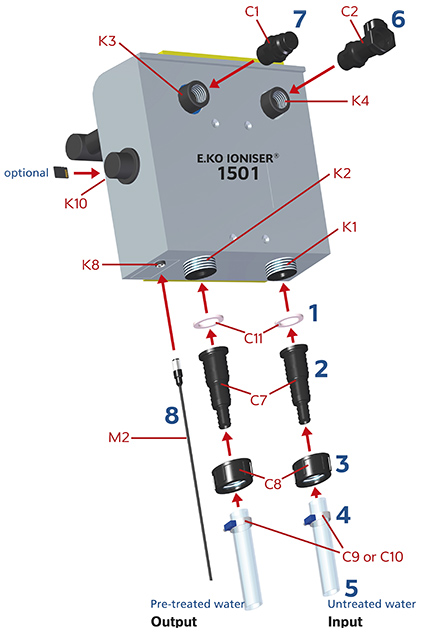 C1
7
C2
6
K3
K4
E.KO IONISER®
1501
optional
K10
K2
K1
K8
1
C11
2
C7
8
M2
3
C8
4
C9 or C10
5
Pre-treated water
Output
Untreated water
Input